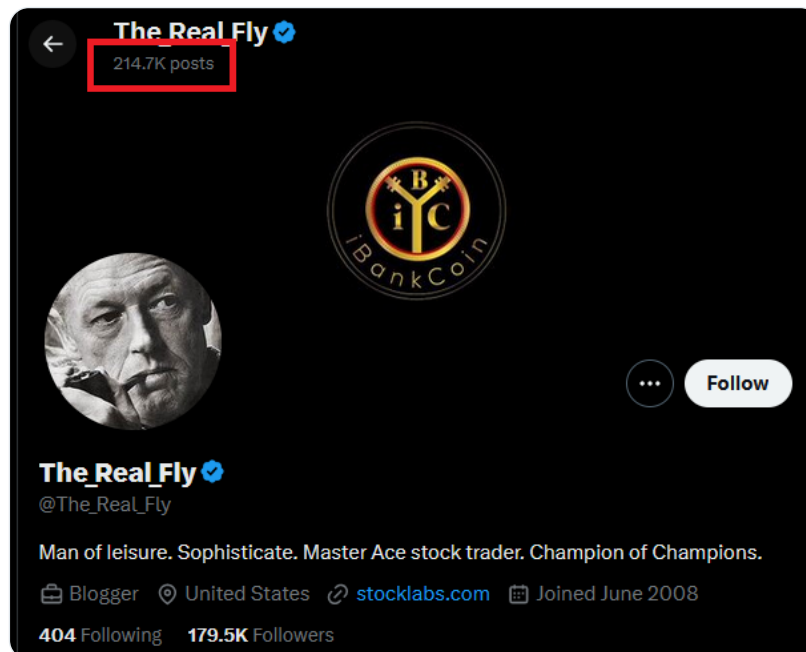 The_Real_Fly
214.7K posts
B
i Y C
iBankCoin
Follow
The_Real_Fly
@The_Real_Fly
Man of leisure. Sophisticate. Master Ace stock trader. Champion of Champions.
Blogger United States stocklabs.com Joined June 2008
404 Following 179.5K Followers